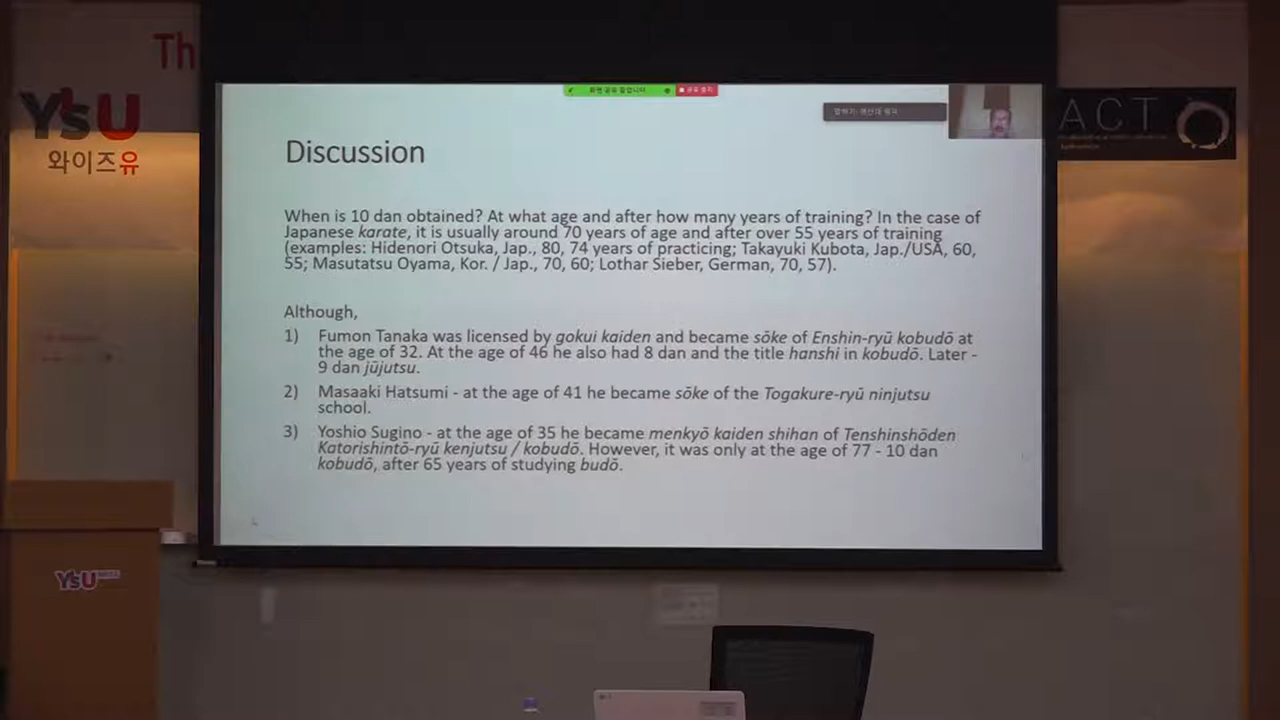 Th
YsU
와이즈유
ACT
Discussion
When is 10 dan obtained? At what age and after how many years of training? In the case of
Japanese karate, it is usually around 70 years of age and after over 55 years of training
(examples: Hidenori Otsuka, Jap., 80, 74 years of practicing; Takayuki Kubota, Jap./USA, 60,
55; Masutatsu Oyama, Kor. / Jap., 70, 60; Lothar Sieber, German, 70, 57).
Although,
1) Fumon Tanaka was licensed by gokui kaiden and became sōke of Enshin-ryū kobudō at
the age of 32. At the age of 46 he also had 8 dan and the title hanshi in kobudō. Later -
9 dan jūjutsu.
2) Masaaki Hatsumi - at the age of 41 he became sōke of the Togakure-ryū ninjutsu
school.
3) Yoshio Sugino - at the age of 35 he became menkyō kaiden shihan of Tenshinshōden
Katorishintō-ryū kenjutsu / kobudō. However, it was only at the age of 77 - 10 dan
kobudō, after 65 years of studying budō.
YsU